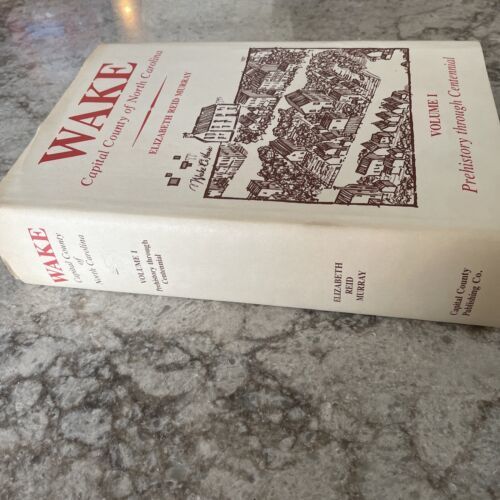 WAKE
Capital County of North Carolina
ELIZABETH REID MURRAY
VOLUME I
Prehistory through Centennial
WAKE
Capital County
of
North Carolina
VOLUME I
Prehistory through
Centennial
ELIZABETH
REID
MURRAY
Capital County
Publishing Co.